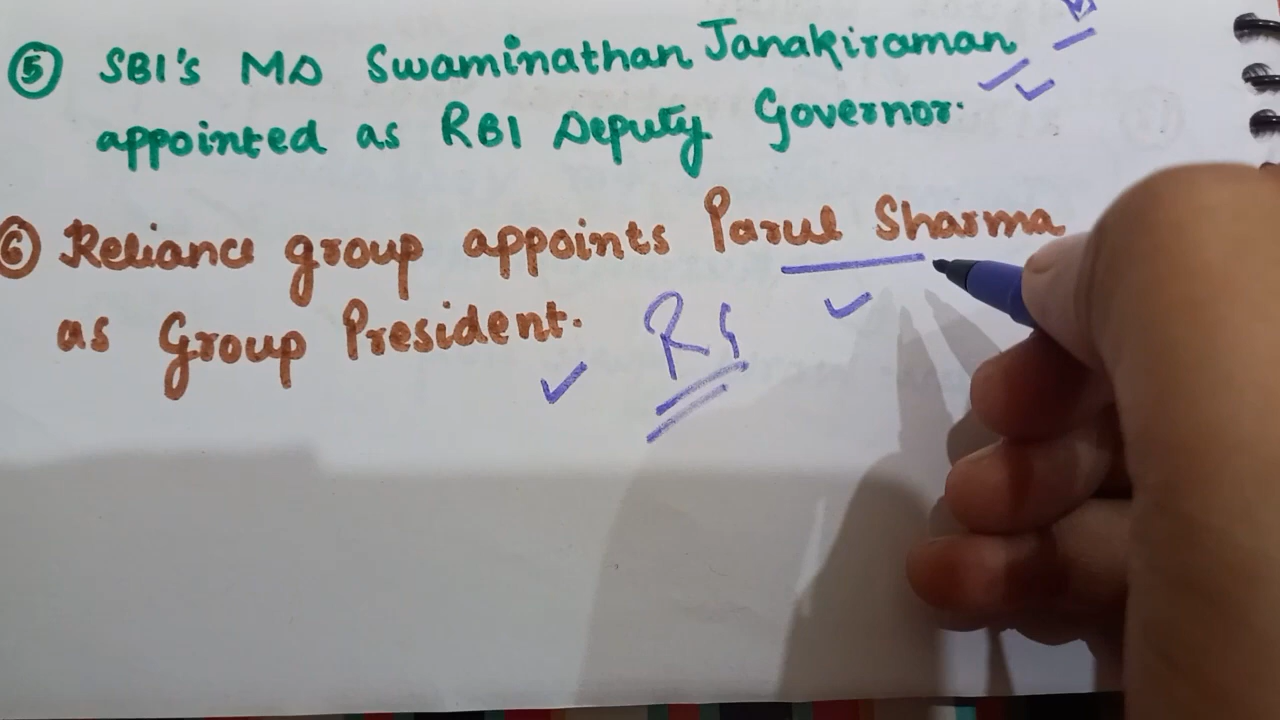 ⑤ SBI's MD Swaminathan Janakiraman
appointed as RBI Deputy Governor.
⑥ Reliance group appoints Parul Sharma
as Group President.